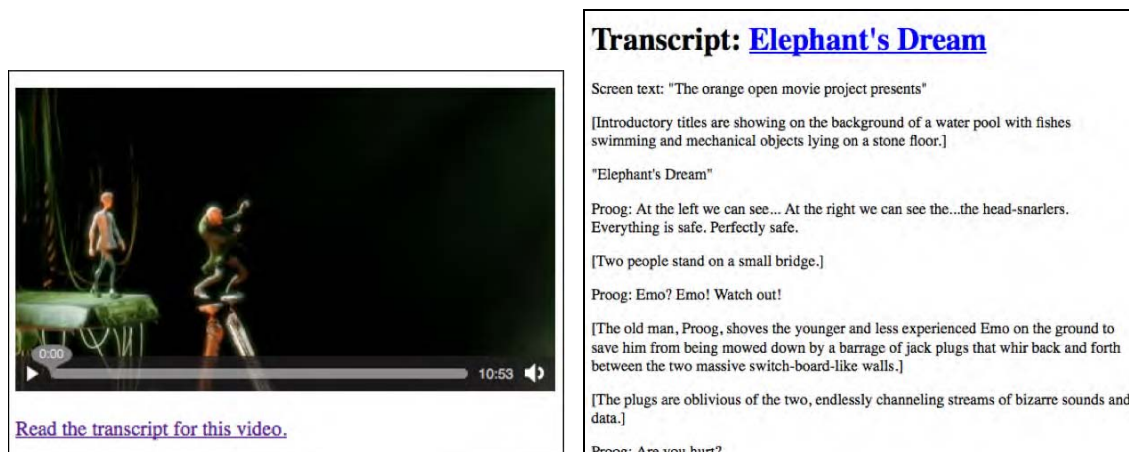 0:00
10:53
Read the transcript for this video.
Transcript: Elephant's Dream
Screen text: "The orange open movie project presents"
[Introductory titles are showing on the background of a water pool with fishes
swimming and mechanical objects lying on a stone floor.]
"Elephant's Dream"
Proog: At the left we can see... At the right we can see the...the head-snarlers.
Everything is safe. Perfectly safe.
[Two people stand on a small bridge.]
Proog: Emo? Emo! Watch out!
[The old man, Proog, shoves the younger and less experienced Emo on the ground to
save him from being mowed down by a barrage of jack plugs that whir back and forth
between the two massive switch-board-like walls.]
[The plugs are oblivious of the two, endlessly channeling streams of bizarre sounds and
data.]
Proog: Are you hurt?